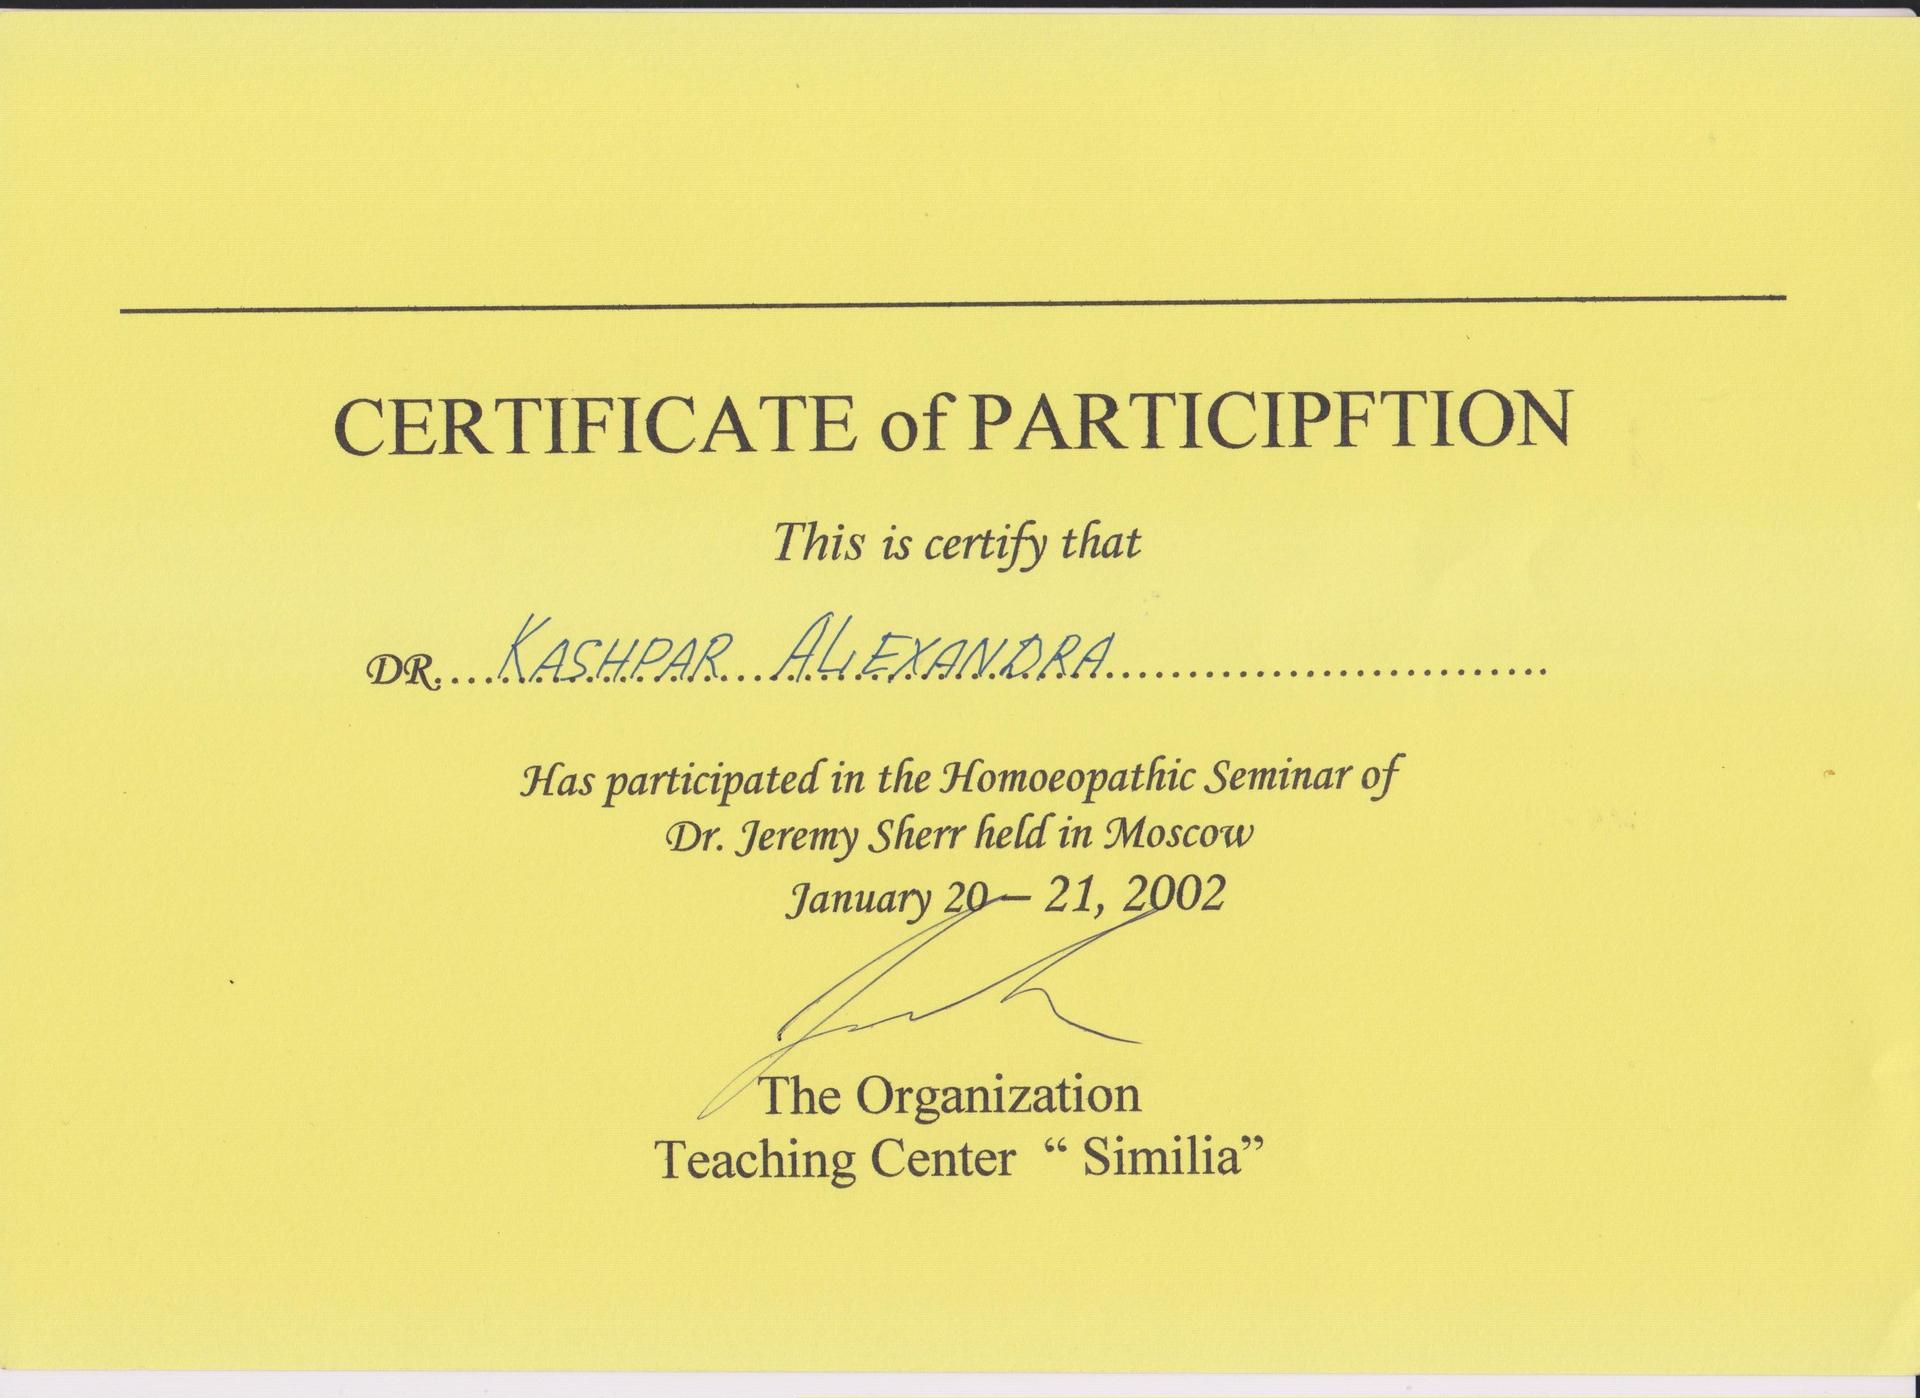 CERTIFICATE of PARTICIPFTION
This is certify that
DR....KASHPAR...ALEXANDRA...........................
Has participated in the Homoeopathic Seminar of
Dr. Jeremy Sherr held in Moscow
January 20 – 21, 2002
The Organization
Teaching Center “ Similia”